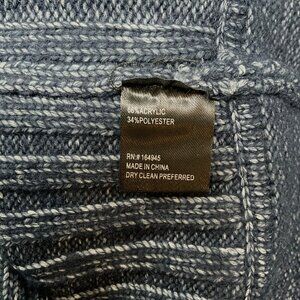 66%ACRYLIC
34%POLYESTER
RN:# 164945
MADE IN CHINA
DRY CLEAN PREFERRED